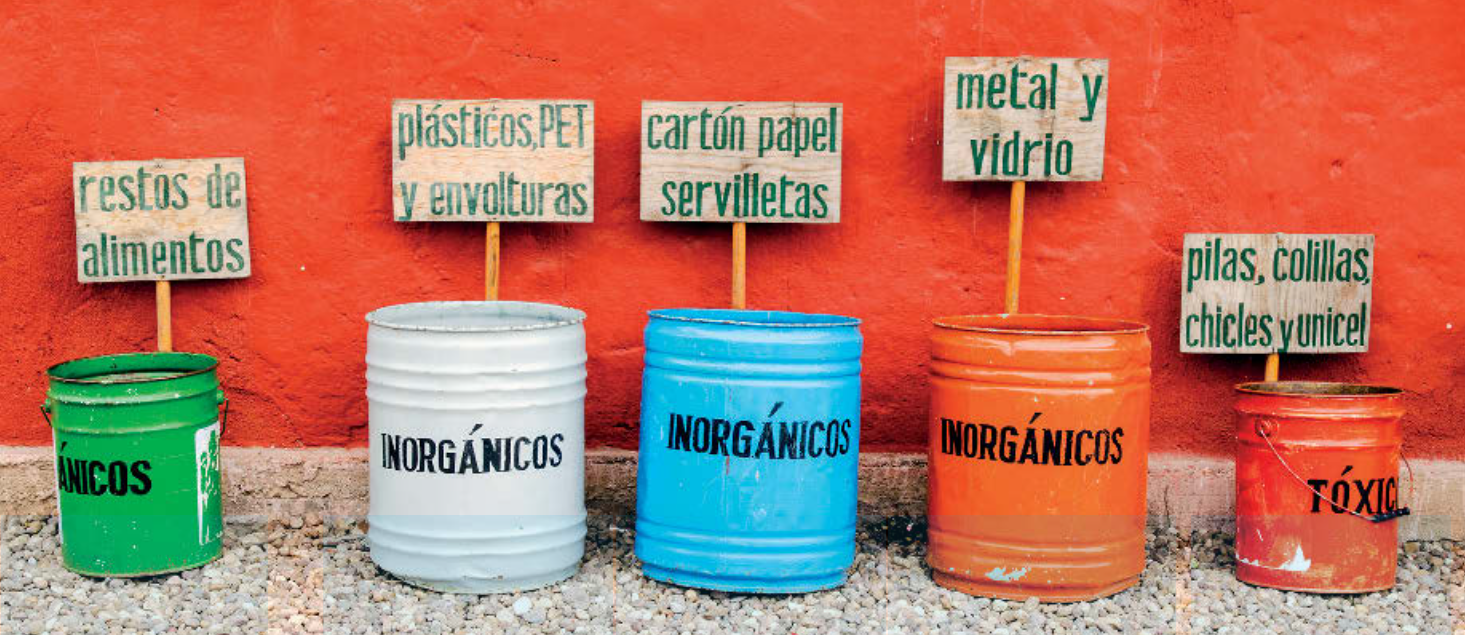 restos de
alimentos
ÁNICOS
plásticos, PET
y envolturas
INORGÁNICOS
cartón papel
servilletas
INORGÁNICOS
metal y
vidrio
INORGÁNICOS
pilas, colillas,
chicles y unicel
TÓXIC